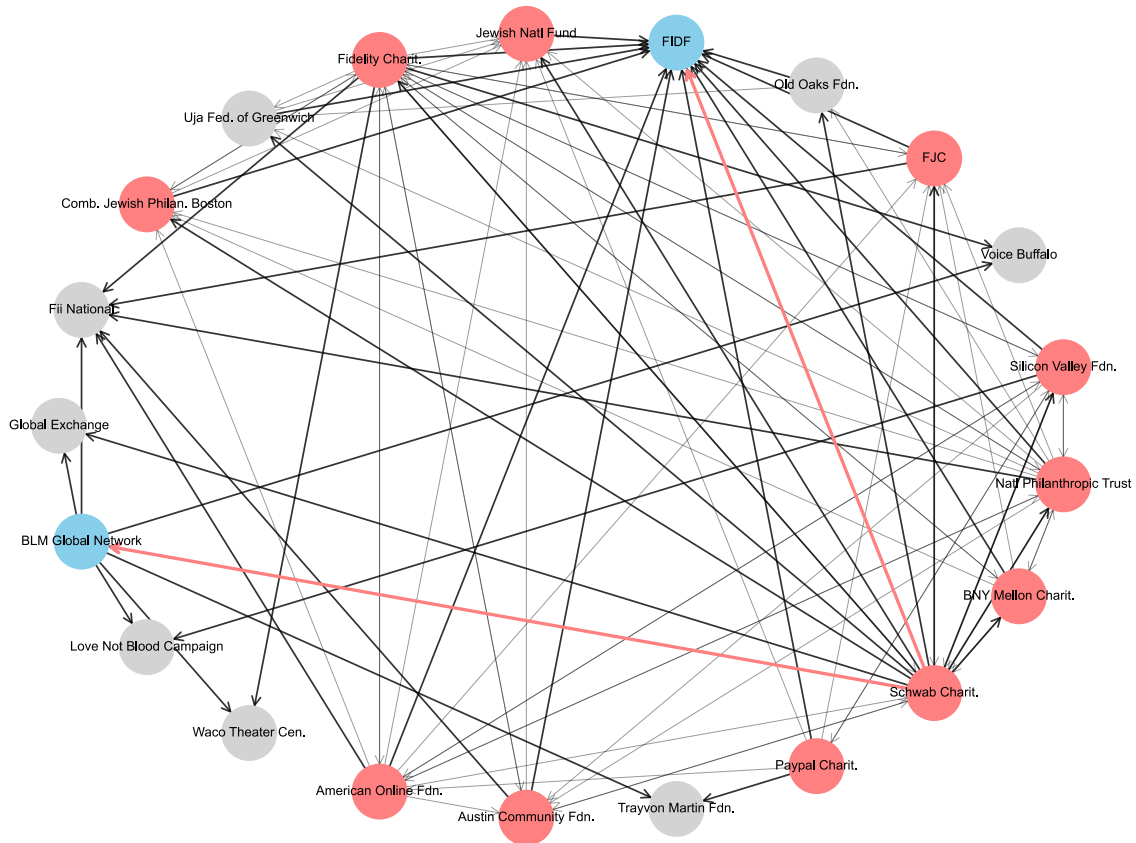 Jewish Natl Fund
FIDF
Fidelity Charit.
Old Oaks Fdn.
Uja Fed. of Greenwich
FJC
Comb. Jewish Philan. Boston
Voice Buffalo
Fii National
Silicon Valley Fdn.
Global Exchange
Natl Philanthropic Trust
BLM Global Network
BNY Mellon Charit.
Love Not Blood Campaign
Schwab Charit.
Waco Theater Cen.
Paypal Charit.
American Online Fdn.
Trayvon Martin Fdn.
Austin Community Fdn.